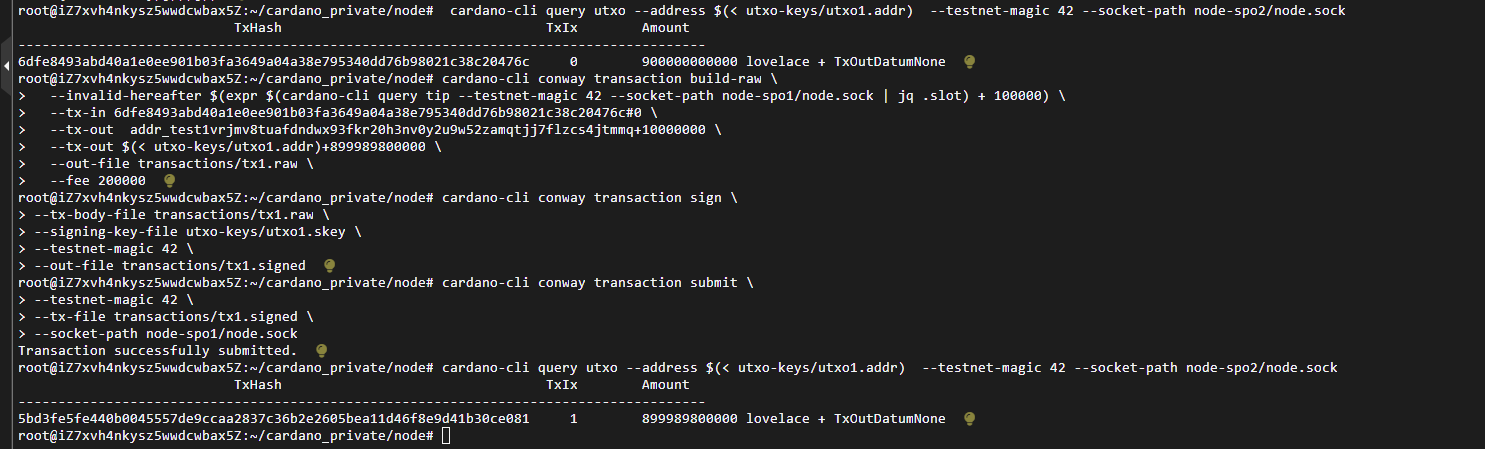 root@iZ7xvh4nkysz5wwdcwbax5Z:~/cardano_private/node#  cardano-cli query utxo --address $(< utxo-keys/utxo1.addr)  --testnet-magic 42 --socket-path node-spo2/node.sock
                           TxHash                                 TxIx        Amount
--------------------------------------------------------------------------------------
6dfe8493abd40a1e0ee901b03fa3649a04a38e795340dd76b98021c38c20476c     0        900000000000 lovelace + TxOutDatumNone
root@iZ7xvh4nkysz5wwdcwbax5Z:~/cardano_private/node# cardano-cli conway transaction build-raw \
>   --invalid-hereafter $(expr $(cardano-cli query tip --testnet-magic 42 --socket-path node-spo1/node.sock | jq .slot) + 100000) \
>   --tx-in 6dfe8493abd40a1e0ee901b03fa3649a04a38e795340dd76b98021c38c20476c#0 \
>   --tx-out  addr_test1vrjmv8tuafdndwx93fkr20h3nv0y2u9w52zamqtjj7flzcs4jtmmq+10000000 \
>   --tx-out $(< utxo-keys/utxo1.addr)+899989800000 \
>   --out-file transactions/tx1.raw \
>   --fee 200000
root@iZ7xvh4nkysz5wwdcwbax5Z:~/cardano_private/node# cardano-cli conway transaction sign \
> --tx-body-file transactions/tx1.raw \
> --signing-key-file utxo-keys/utxo1.skey \
> --testnet-magic 42 \
> --out-file transactions/tx1.signed
root@iZ7xvh4nkysz5wwdcwbax5Z:~/cardano_private/node# cardano-cli conway transaction submit \
> --testnet-magic 42 \
> --tx-file transactions/tx1.signed \
> --socket-path node-spo1/node.sock
Transaction successfully submitted.
root@iZ7xvh4nkysz5wwdcwbax5Z:~/cardano_private/node# cardano-cli query utxo --address $(< utxo-keys/utxo1.addr)  --testnet-magic 42 --socket-path node-spo2/node.sock
                           TxHash                                 TxIx        Amount
--------------------------------------------------------------------------------------
5bd3fe5fe440b0045557de9ccaa2837c36b2e2605bea11d46f8e9d41b30ce081     1        899989800000 lovelace + TxOutDatumNone
root@iZ7xvh4nkysz5wwdcwbax5Z:~/cardano_private/node#